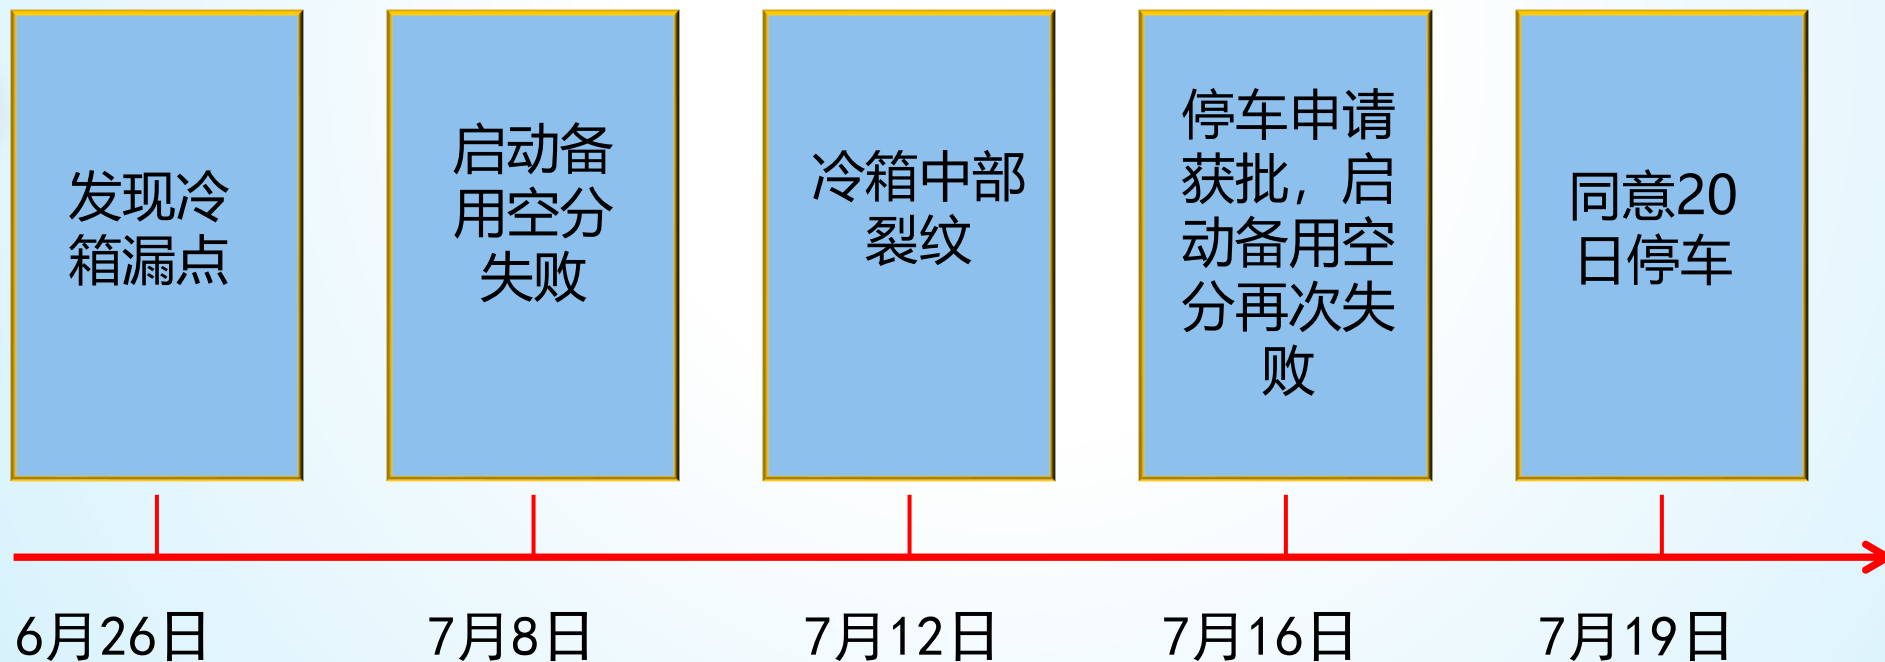 发现冷
箱漏点
启动备
用空分
失败
冷箱中部
裂纹
停车申请
获批，启
动备用空
分再次失
败
同意20
日停车
6月26日
7月8日
7月12日
7月16日
7月19日